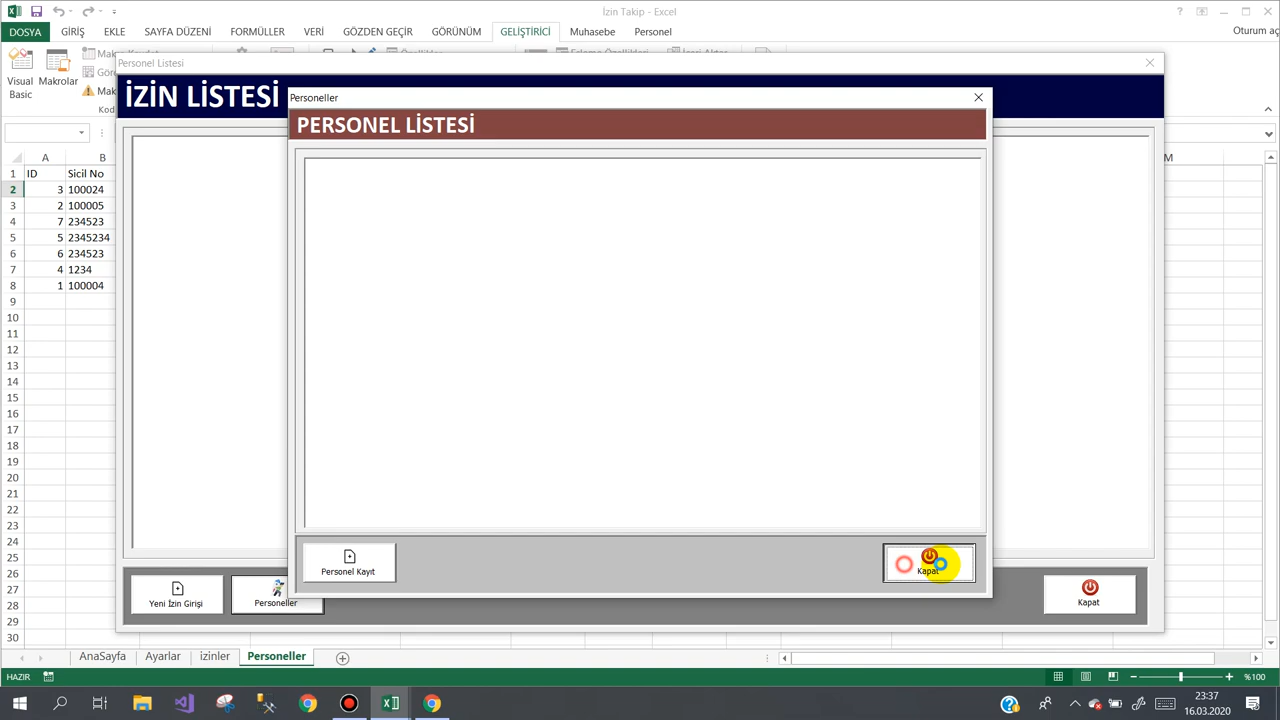 İzin Takip - Excel
DOSYA GİRİŞ EKLE SAYFA DÜZENİ FORMÜLLER VERİ GÖZDEN GEÇİR GÖRÜNÜM GELİŞTİRİCİ Muhasebe Personel Oturum aç
Visual Basic
Makrolar
Personel Listesi
İZİN LİSTESİ
Personeller
PERSONEL LİSTESİ
A B M
1 ID Sicil No
2 3 100024
3 2 100005
4 7 234523
5 5 2345234
6 6 234523
7 4 1234
8 1 100004
9
10
11
12
13
14
15
16
17
18
19
20
21
22
23
24
25
26
27
28
29
30
Personel Kayıt
Kapat
Yeni İzin Girişi
Personeller
Kapat
AnaSayfa Ayarlar izinler Personeller
HAZIR
%100
23:37
16.03.2020